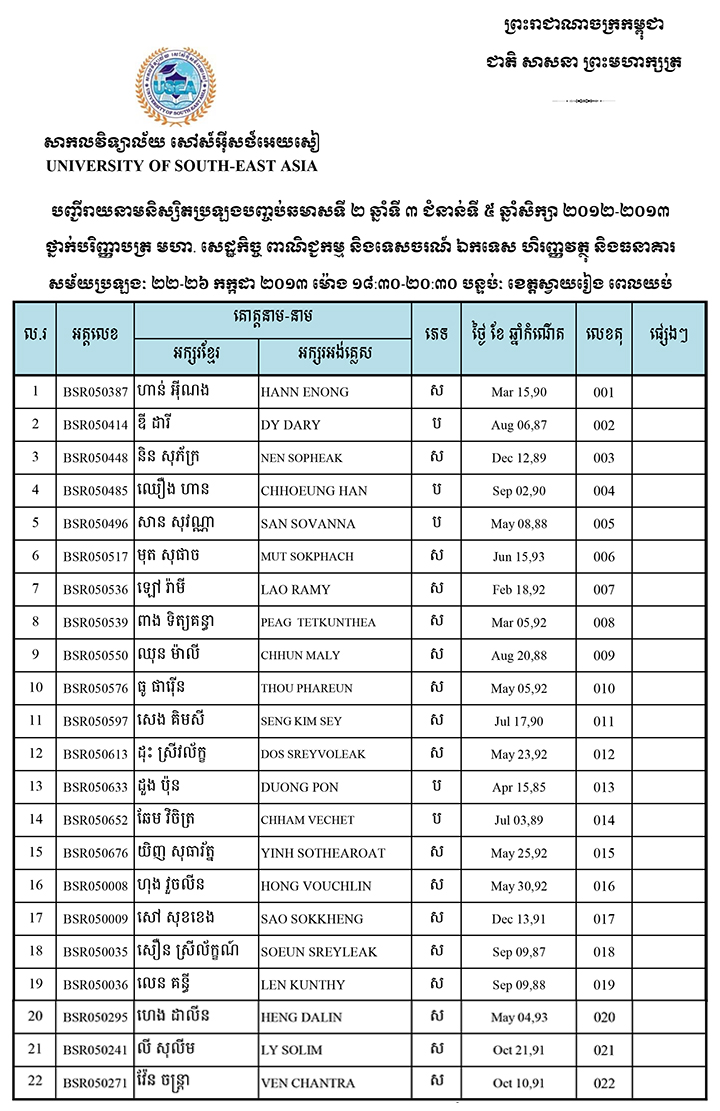 ព្រះរាជាណាចក្រកម្ពុជា
ជាតិ សាសនា ព្រះមហាក្សត្រ
USEA
UNIVERSITY OF SOUTH-EAST ASIA
សាកលវិទ្យាល័យ សៅស៍អ៊ីសថ៍អេយសៀ
UNIVERSITY OF SOUTH-EAST ASIA
បញ្ជីរាយនាមនិស្សិតប្រឡងបញ្ចប់ឆមាសទី ២ ឆ្នាំទី ៣ ជំនាន់ទី ៥ ឆ្នាំសិក្សា ២០១២-២០១៣
ថ្នាក់បរិញ្ញាបត្រ មហា. សេដ្ឋកិច្ច ពាណិជ្ជកម្ម និងទេសចរណ៍ ឯកទេស ហិរញ្ញវត្ថុ និងធនាគារ
សម័យប្រឡង: ២២-២៦ កក្កដា ២០១៣ ម៉ោង ១៨:៣០-២០:៣០ បន្ទប់: ខេត្តស្វាយរៀង ពេលយប់
ល.រ អត្តលេខ គោត្តនាម-នាម ភេទ ថ្ងៃ ខែ ឆ្នាំកំណើត លេខតុ ផ្សេងៗ
អក្សរខ្មែរ អក្សរអង់គ្លេស
1 BSR050387 ហាន់ អ៊ីណង HANN ENONG ស Mar 15,90 001
2 BSR050414 ឌី ដារី DY DARY ប Aug 06,87 002
3 BSR050448 និន សុភ័ក្រ NEN SOPHEAK ស Dec 12,89 003
4 BSR050485 ឈឿង ហាន CHHOEUNG HAN ប Sep 02,90 004
5 BSR050496 សាន សុវណ្ណា SAN SOVANNA ប May 08,88 005
6 BSR050517 មុត សុផាច MUT SOKPHACH ស Jun 15,93 006
7 BSR050536 ឡៅ រ៉ាមី LAO RAMY ស Feb 18,92 007
8 BSR050539 ពាង ទិត្យគន្ធា PEAG TETKUNTHEA ស Mar 05,92 008
9 BSR050550 ឈុន ម៉ាលី CHHUN MALY ស Aug 20,88 009
10 BSR050576 ធូ ផារ៉ើន THOU PHAREUN ស May 05,92 010
11 BSR050597 សេង គិមសី SENG KIM SEY ស Jul 17,90 011
12 BSR050613 ដុះ ស្រីវល័ក្ខ DOS SREYVOLEAK ស May 23,92 012
13 BSR050633 ដួង ប៉ុន DUONG PON ប Apr 15,85 013
14 BSR050652 ឆែម វិចិត្រ CHHAM VECHET ប Jul 03,89 014
15 BSR050676 យិញ សុធារ័ត្ន YINH SOTHEAROAT ស May 25,92 015
16 BSR050008 ហុង វួចលីន HONG VOUCHLIN ស May 30,92 016
17 BSR050009 សៅ សុខខេង SAO SOKKHENG ស Dec 13,91 017
18 BSR050035 សឿន ស្រីល័ក្ខណ៍ SOEUN SREYLEAK ស Sep 09,87 018
19 BSR050036 លេន គន្ធី LEN KUNTHY ស Sep 09,88 019
20 BSR050295 ហេង ដាលីន HENG DALIN ស May 04,93 020
21 BSR050241 លី សុលីម LY SOLIM ស Oct 21,91 021
22 BSR050271 វ៉ែន ចន្ត្រា VEN CHANTRA ស Oct 10,91 022